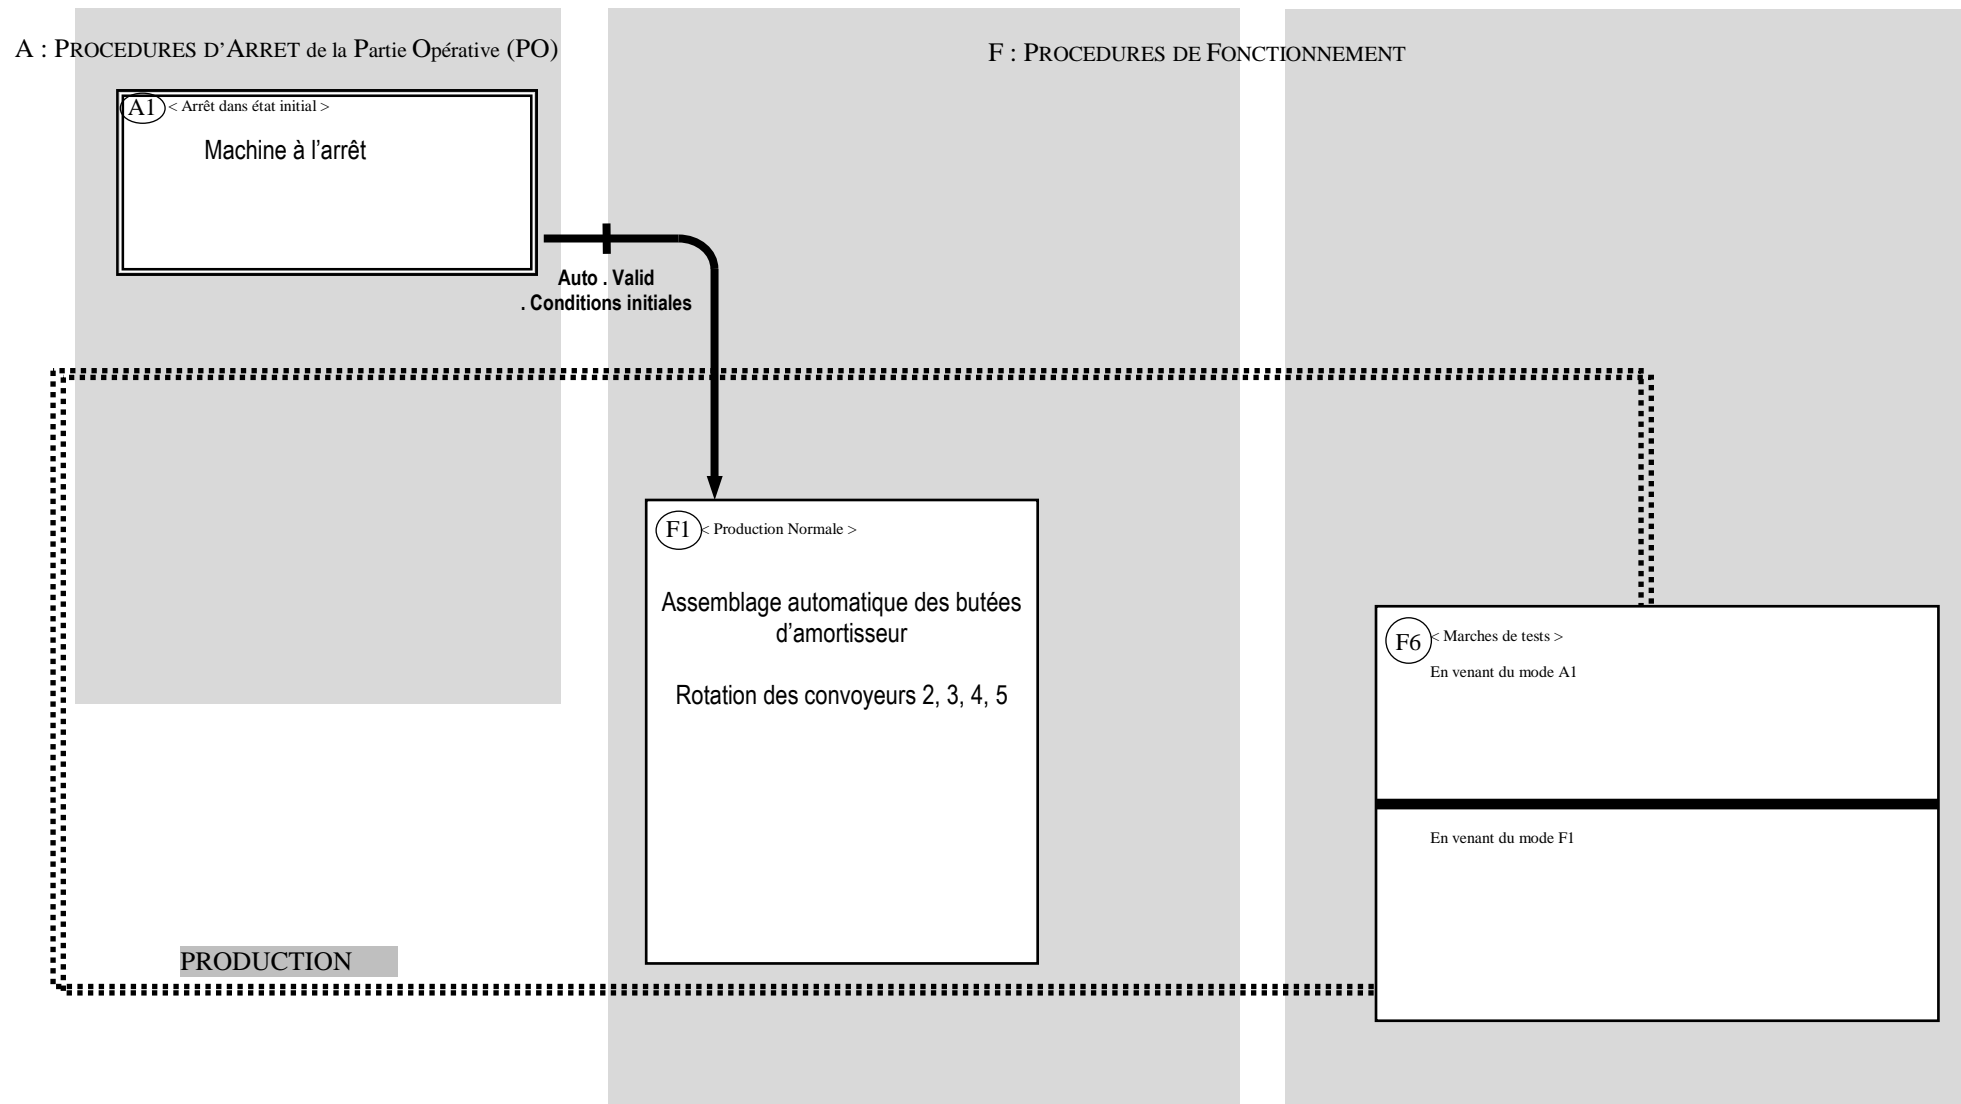 A : PROCEDURES D’ARRET de la Partie Opérative (PO)
F : PROCEDURES DE FONCTIONNEMENT
A1 < Arrêt dans état initial >
Machine à l’arrêt
Auto . Valid
. Conditions initiales
F1 < Production Normale >
Assemblage automatique des butées
d’amortisseur
Rotation des convoyeurs 2, 3, 4, 5
F6 < Marches de tests >
En venant du mode A1
En venant du mode F1
PRODUCTION